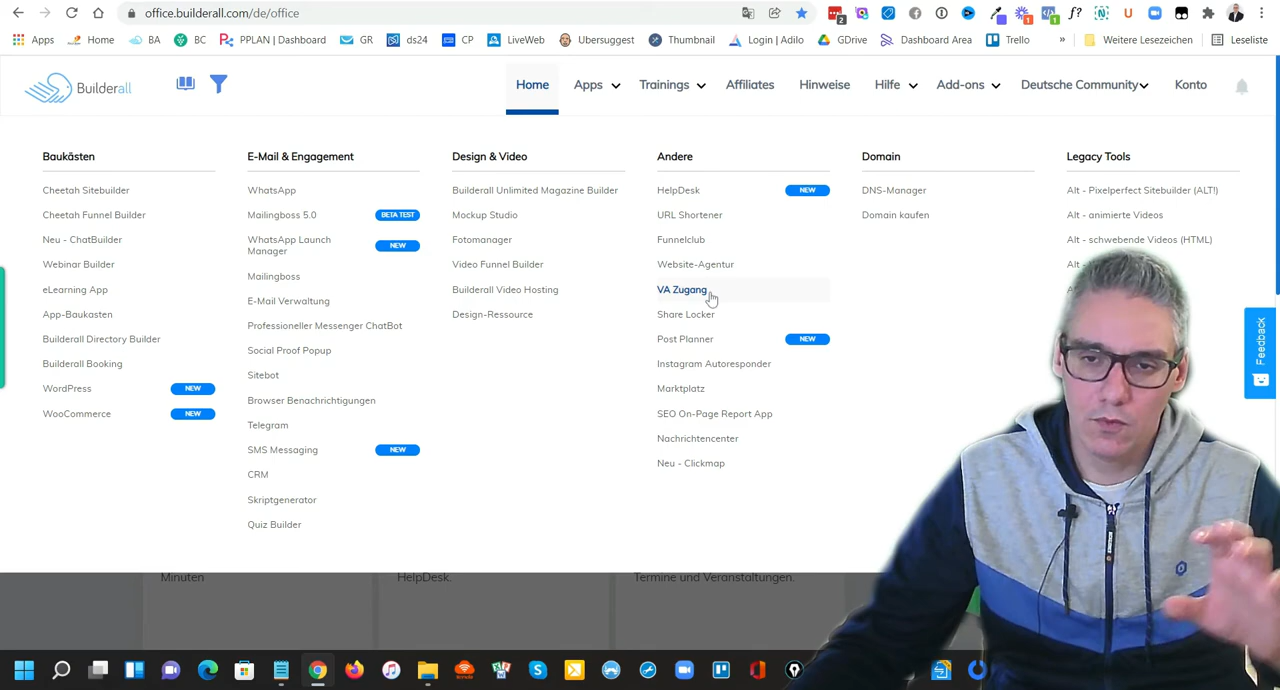 office.builderall.com/de/office
2
1
1
Apps
Home
BA
BC
PPLAN | Dashboard
GR
ds24
CP
LiveWeb
Ubersuggest
Thumbnail
Login | Adilo
GDrive
Dashboard Area
Trello
»
Weitere Lesezeichen
Leseliste
Builderall
Home
Apps
Trainings
Affiliates
Hinweise
Hilfe
Add-ons
Deutsche Community
Konto
Baukästen
Cheetah Sitebuilder
Cheetah Funnel Builder
Neu - ChatBuilder
Webinar Builder
eLearning App
App-Baukasten
Builderall Directory Builder
Builderall Booking
WordPress NEW
WooCommerce NEW
E-Mail & Engagement
WhatsApp
Mailingboss 5.0 BETA TEST
WhatsApp Launch
Manager NEW
Mailingboss
E-Mail Verwaltung
Professioneller Messenger ChatBot
Social Proof Popup
Sitebot
Browser Benachrichtigungen
Telegram
SMS Messaging NEW
CRM
Skriptgenerator
Quiz Builder
Design & Video
Builderall Unlimited Magazine Builder
Mockup Studio
Fotomanager
Video Funnel Builder
Builderall Video Hosting
Design-Ressource
Andere
HelpDesk NEW
URL Shortener
Funnelclub
Website-Agentur
VA Zugang
Share Locker
Post Planner NEW
Instagram Autoresponder
Marktplatz
SEO On-Page Report App
Nachrichtencenter
Neu - Clickmap
Domain
DNS-Manager
Domain kaufen
Legacy Tools
Alt - Pixelperfect Sitebuilder (ALT!)
Alt - animierte Videos
Alt - schwebende Videos (HTML)
Feedback
Minuten
HelpDesk.
Termine und Veranstaltungen.